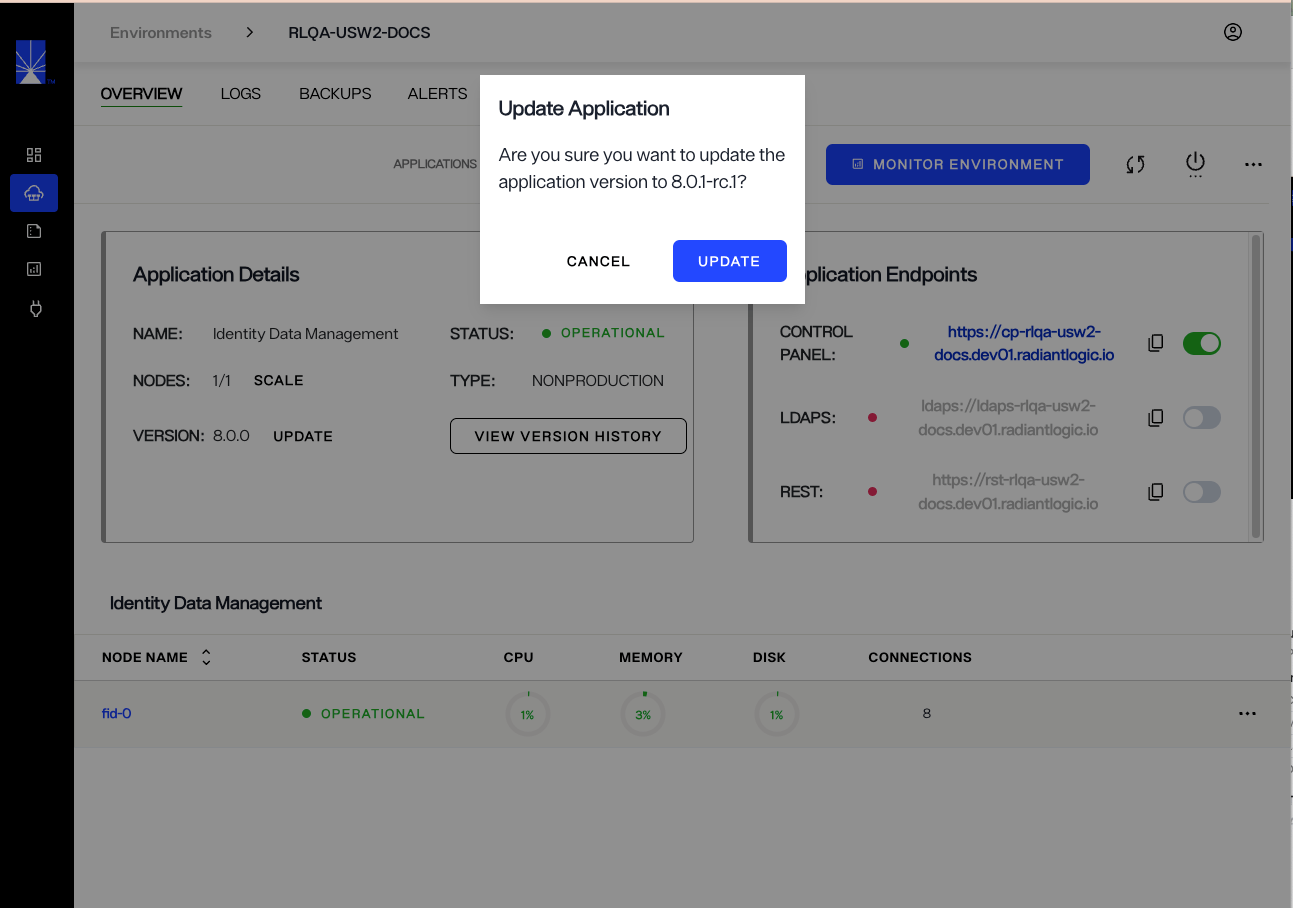 Environments > RLQA-USW2-DOCS
OVERVIEW LOGS BACKUPS ALERTS
Update Application
Are you sure you want to update the
application version to 8.0.1-rc.1?
CANCEL UPDATE
APPLICATIONS
MONITOR ENVIRONMENT
Application Details
NAME: Identity Data Management STATUS: OPERATIONAL
NODES: 1/1 SCALE TYPE: NONPRODUCTION
VERSION: 8.0.0 UPDATE VIEW VERSION HISTORY
plication Endpoints
CONTROL
PANEL:
https://cp-rlqa-usw2-
docs.dev01.radiantlogic.io
LDAPS:
ldaps://ldaps-rlqa-usw2-
docs.dev01.radiantlogic.io
REST:
https://rst-rlqa-usw2-
docs.dev01.radiantlogic.io
Identity Data Management
NODE NAME STATUS CPU MEMORY DISK CONNECTIONS
fid-0 OPERATIONAL 1% 3% 1% 8